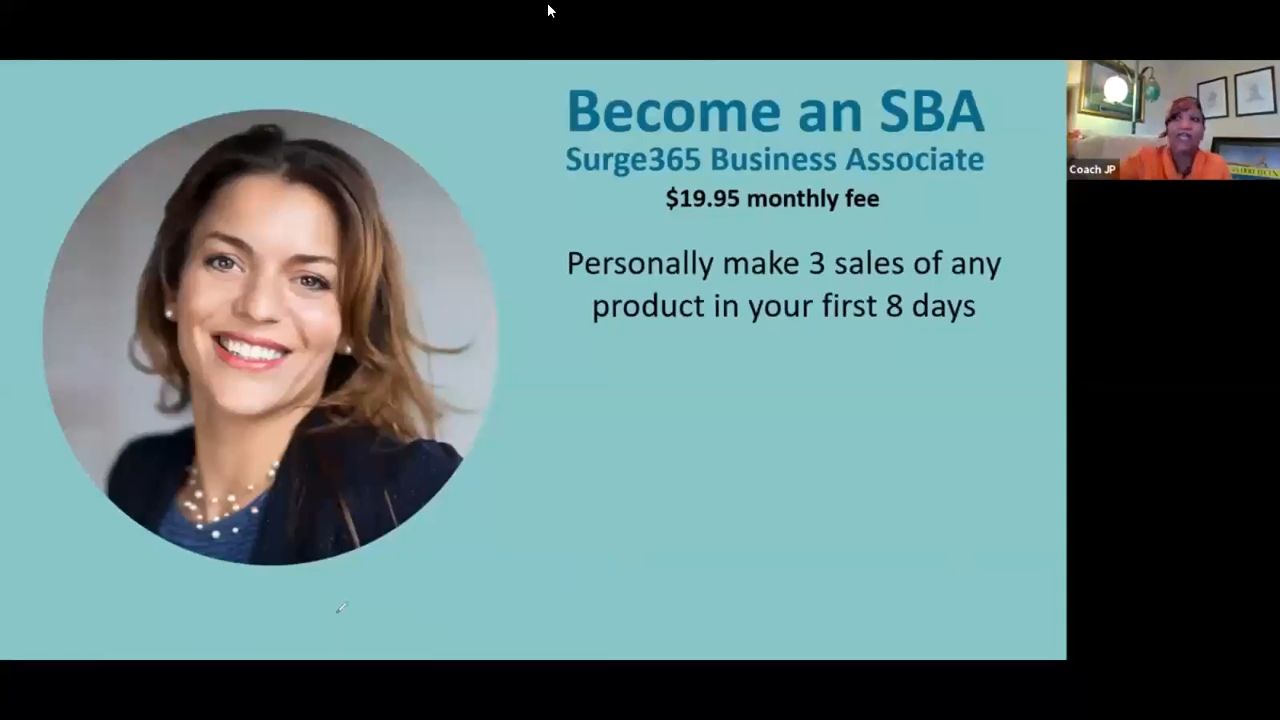 Become an SBA
Surge365 Business Associate
$19.95 monthly fee
Personally make 3 sales of any
product in your first 8 days
Coach JP